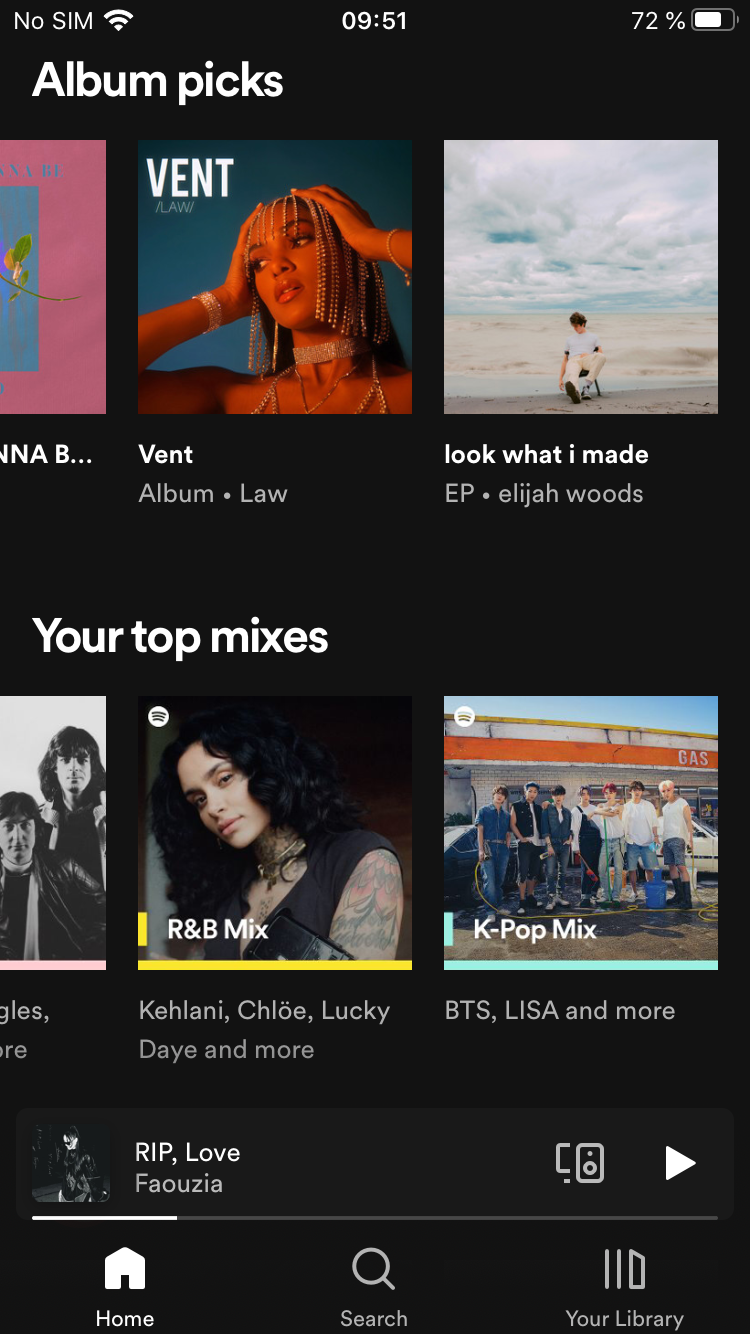 No SIM 09:51 72 %
Album picks
NNA BE
VENT
/LAW/
NNA B...
Vent
look what i made
Album • Law
EP • elijah woods
Your top mixes
GAS
R&B Mix
K-Pop Mix
gles,
ore
Kehlani, Chlöe, Lucky
Daye and more
BTS, LISA and more
RIP, Love
Faouzia
Home
Search
Your Library